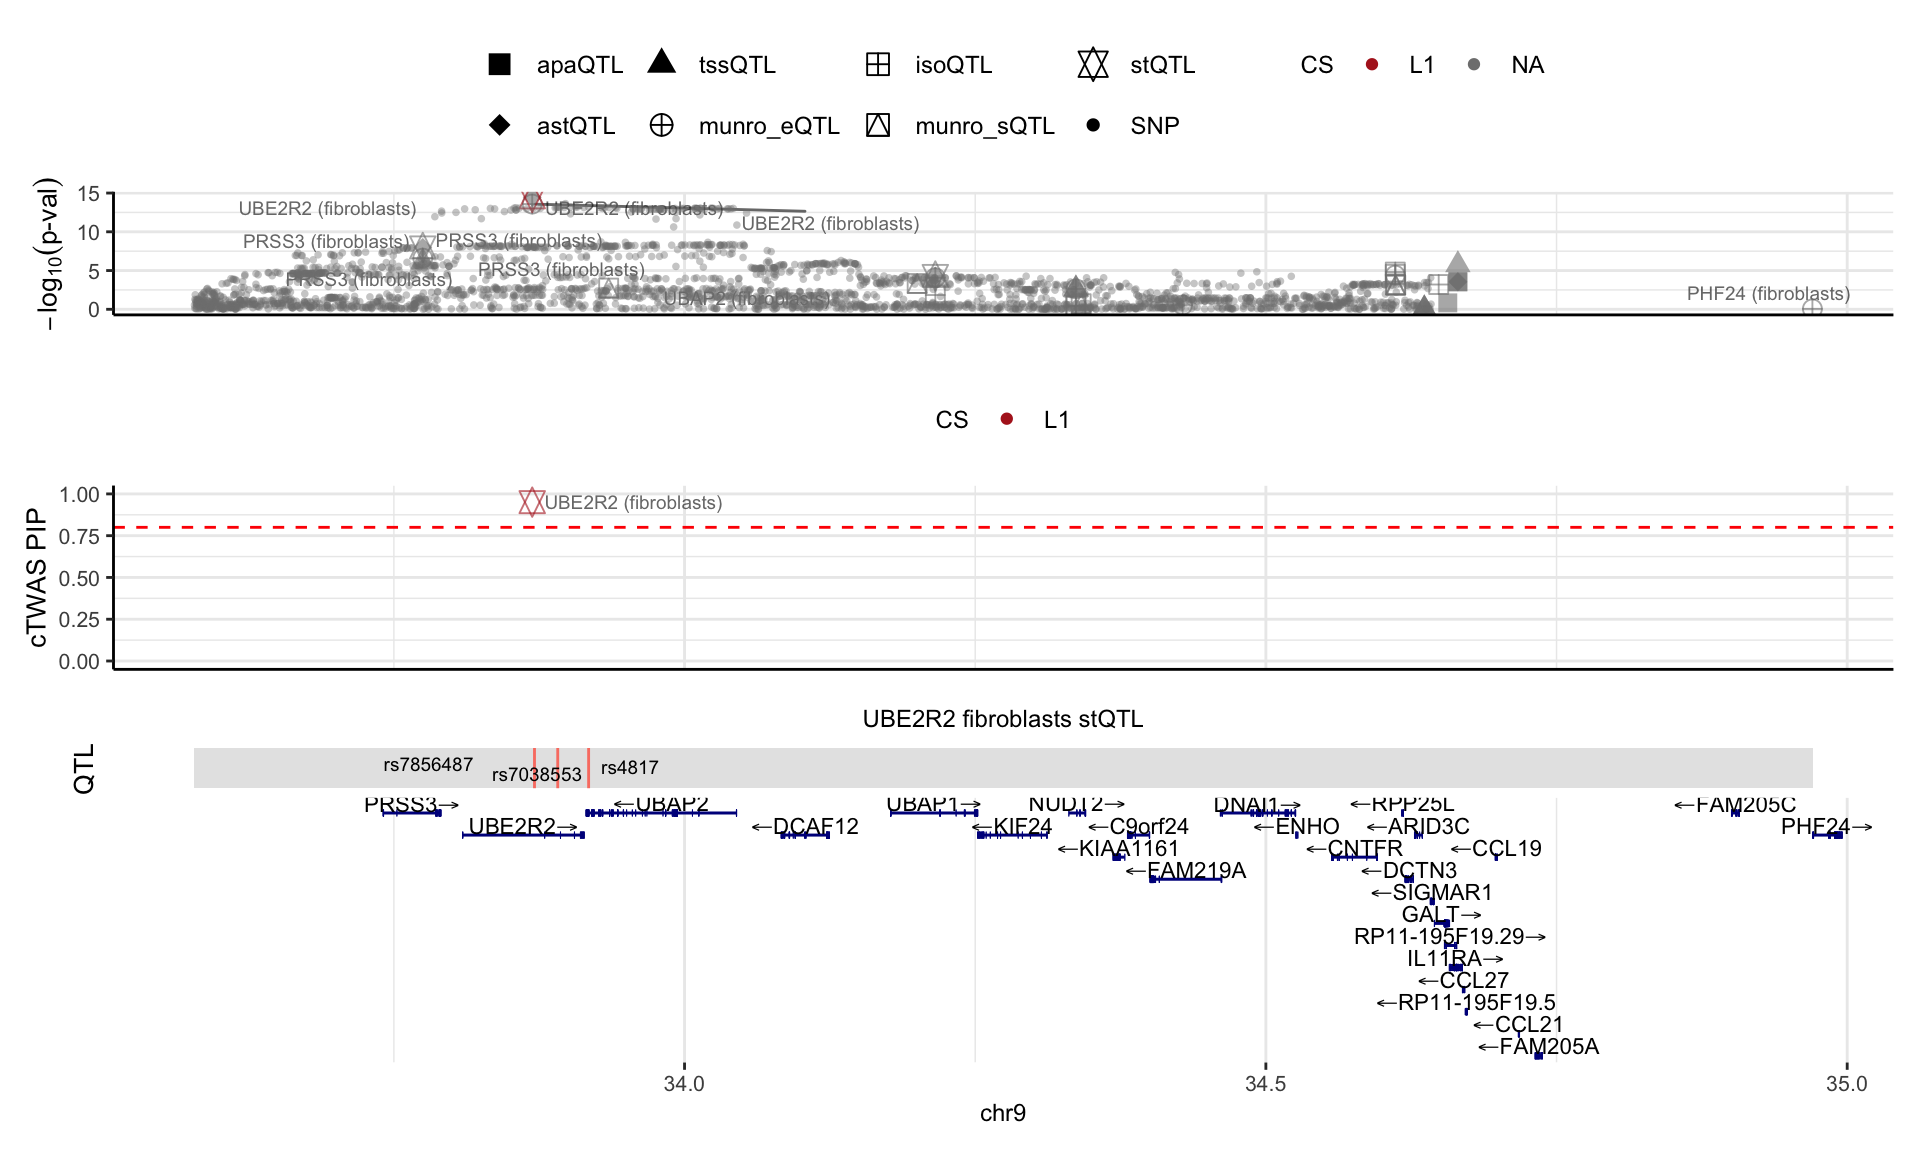 apaQTL tssQTL isoQTL stQTL CS L1 NA
astQTL munro_eQTL munro_sQTL SNP
−log10(p-val)
15
10
5
0
UBE2R2 (fibroblasts)
UBE2R2 (fibroblasts)
UBE2R2 (fibroblasts)
PRSS3 (fibroblasts)
PRSS3 (fibroblasts)
PRSS3 (fibroblasts)
PRSS3 (fibroblasts)
UBAP2 (fibroblasts)
PHF24 (fibroblasts)
CS L1
cTWAS PIP
1.00
0.75
0.50
0.25
0.00
UBE2R2 (fibroblasts)
UBE2R2 fibroblasts stQTL
QTL
rs7856487 rs7038553 rs4817
PRSS3→ ←UBAP2 UBAP1→ NUDT2→ DNAI1→ ←RPP25L ←FAM205C
UBE2R2→ ←DCAF12 ←KIF24 ←C9orf24 ←ENHO ←ARID3C PHF24→
←KIAA1161 ←CNTFR ←CCL19
←FAM219A ←DCTN3
←SIGMAR1
GALT→
RP11-195F19.29→
IL11RA→
←CCL27
←RP11-195F19.5
←CCL21
←FAM205A
34.0 34.5 35.0
chr9